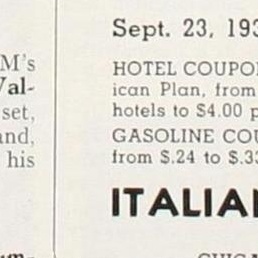 M's
Val-
set,
and,
his
Sept. 23, 193
HOTEL COUPO
ican Plan, from
hotels to $4.00 p
GASOLINE COU
from $.24 to $.3
ITALIA